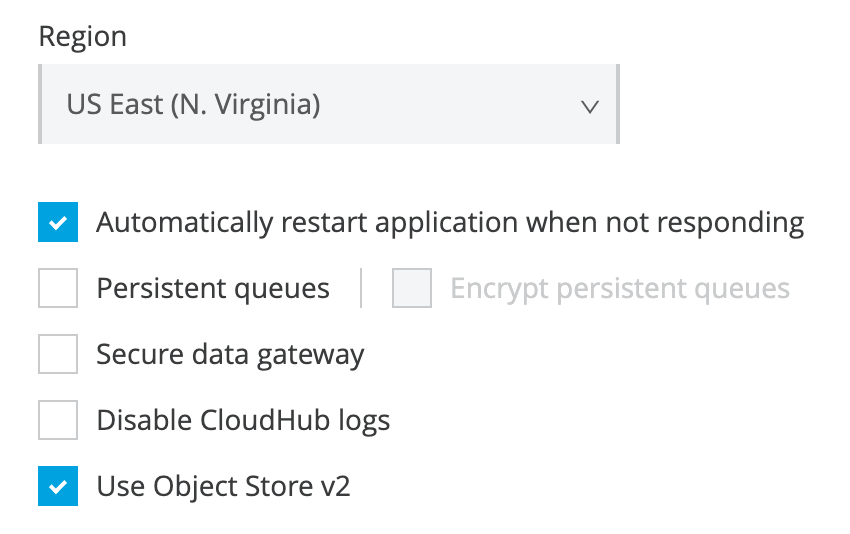 Region
US East (N. Virginia)
Automatically restart application when not responding
Persistent queues Encrypt persistent queues
Secure data gateway
Disable CloudHub logs
Use Object Store v2